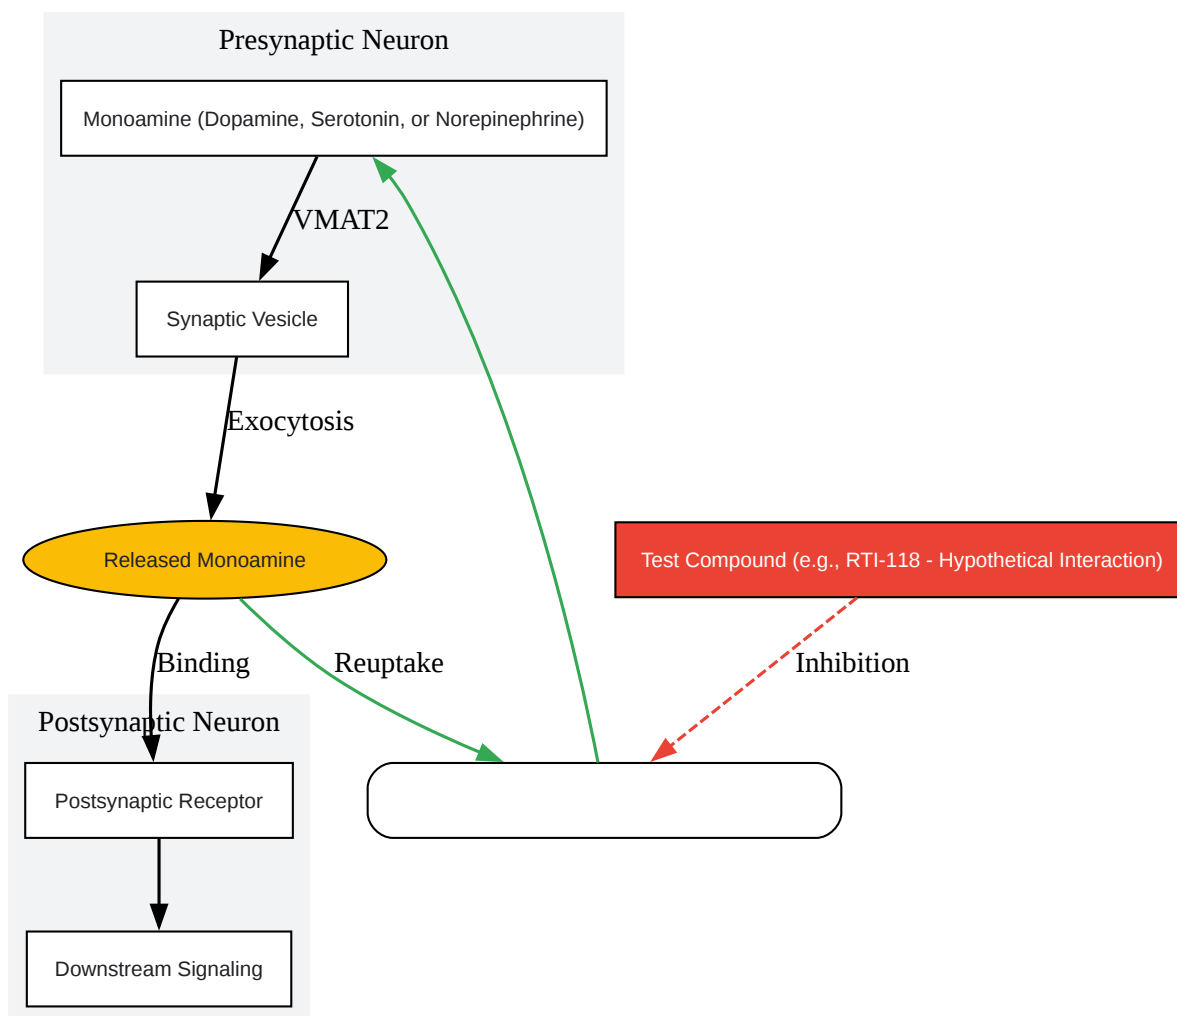 Presynaptic Neuron
Monoamine (Dopamine, Serotonin, or Norepinephrine)
VMAT2
Synaptic Vesicle
Exocytosis
Released Monoamine
Test Compound (e.g., RTI-118 - Hypothetical Interaction)
Binding
Reuptake
Inhibition
Postsynaptic Neuron
Postsynaptic Receptor
Downstream Signaling